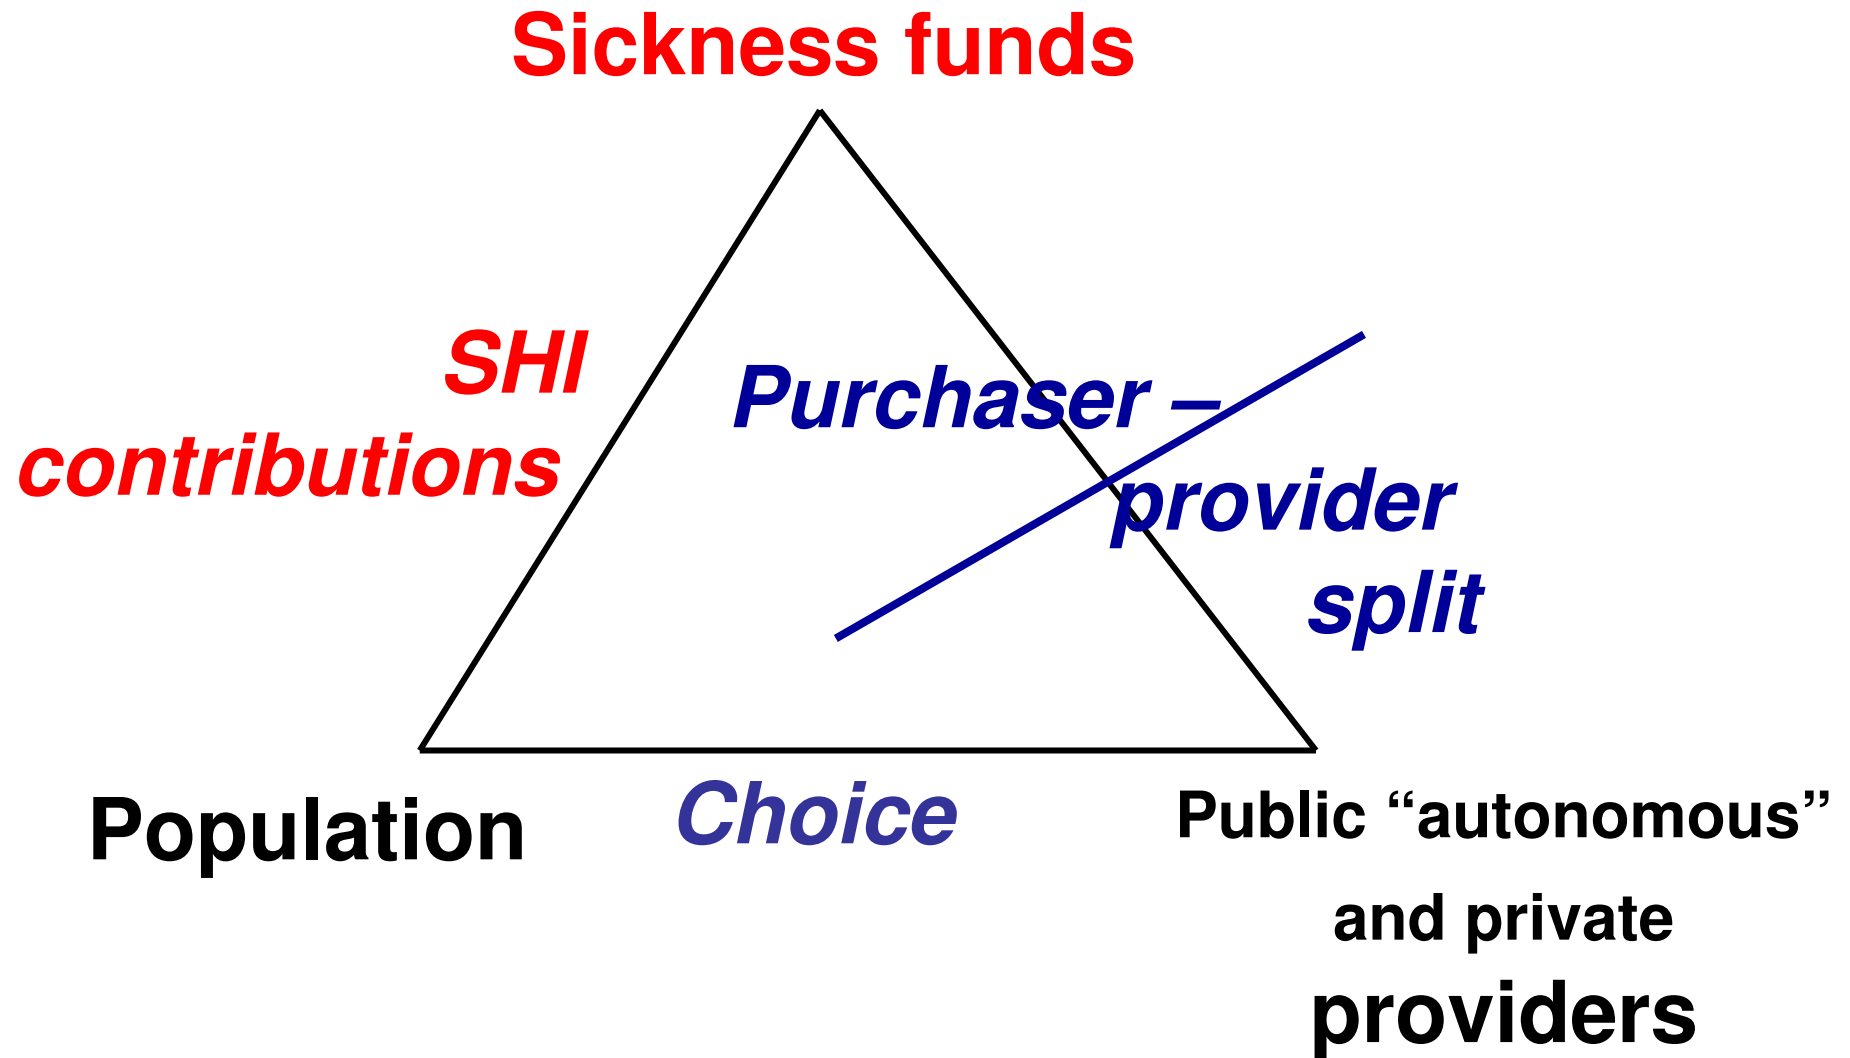 Sickness funds
SHI
contributions
Purchaser –
provider
split
Population
Choice
Public “autonomous”
and private
providers